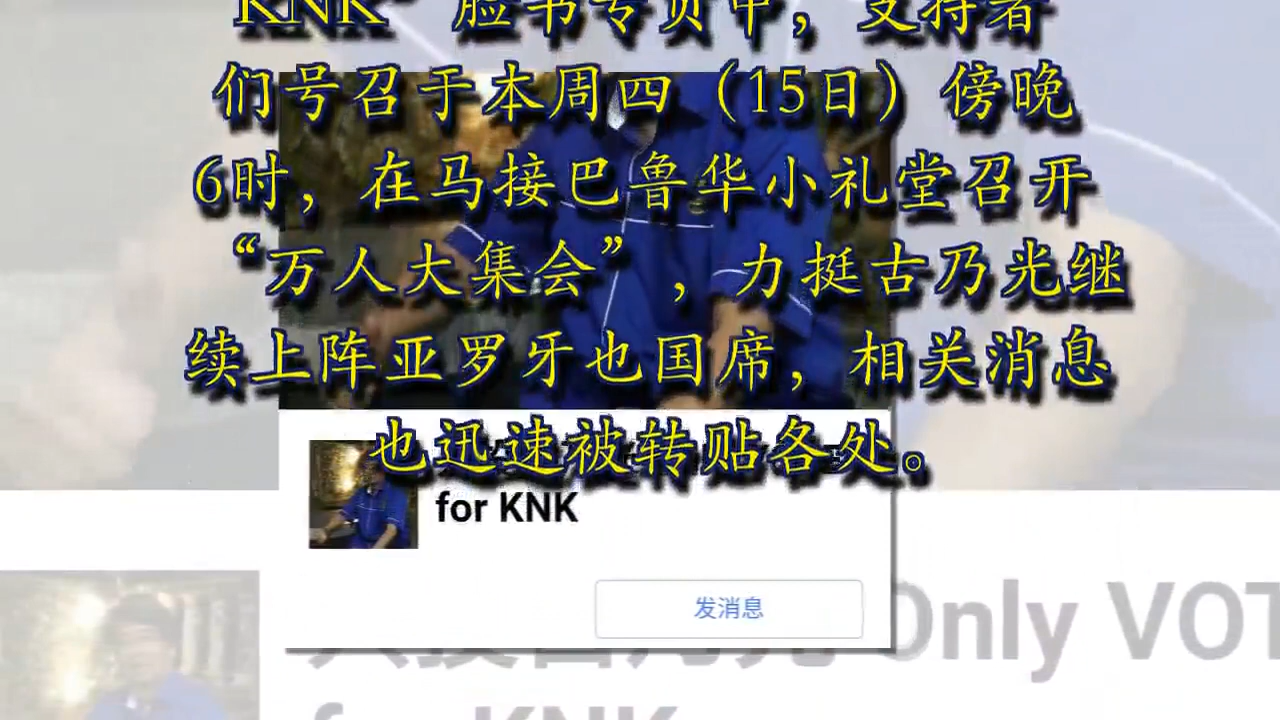 KNK”脸书专页中，支持者
们号召于本周四（15日）傍晚
6时，在马接巴鲁华小礼堂召开
“万人大集会”，力挺古乃光继
续上阵亚罗牙也国席，相关消息
也迅速被转贴各处。
for KNK
发消息
Only VOT
for KNK